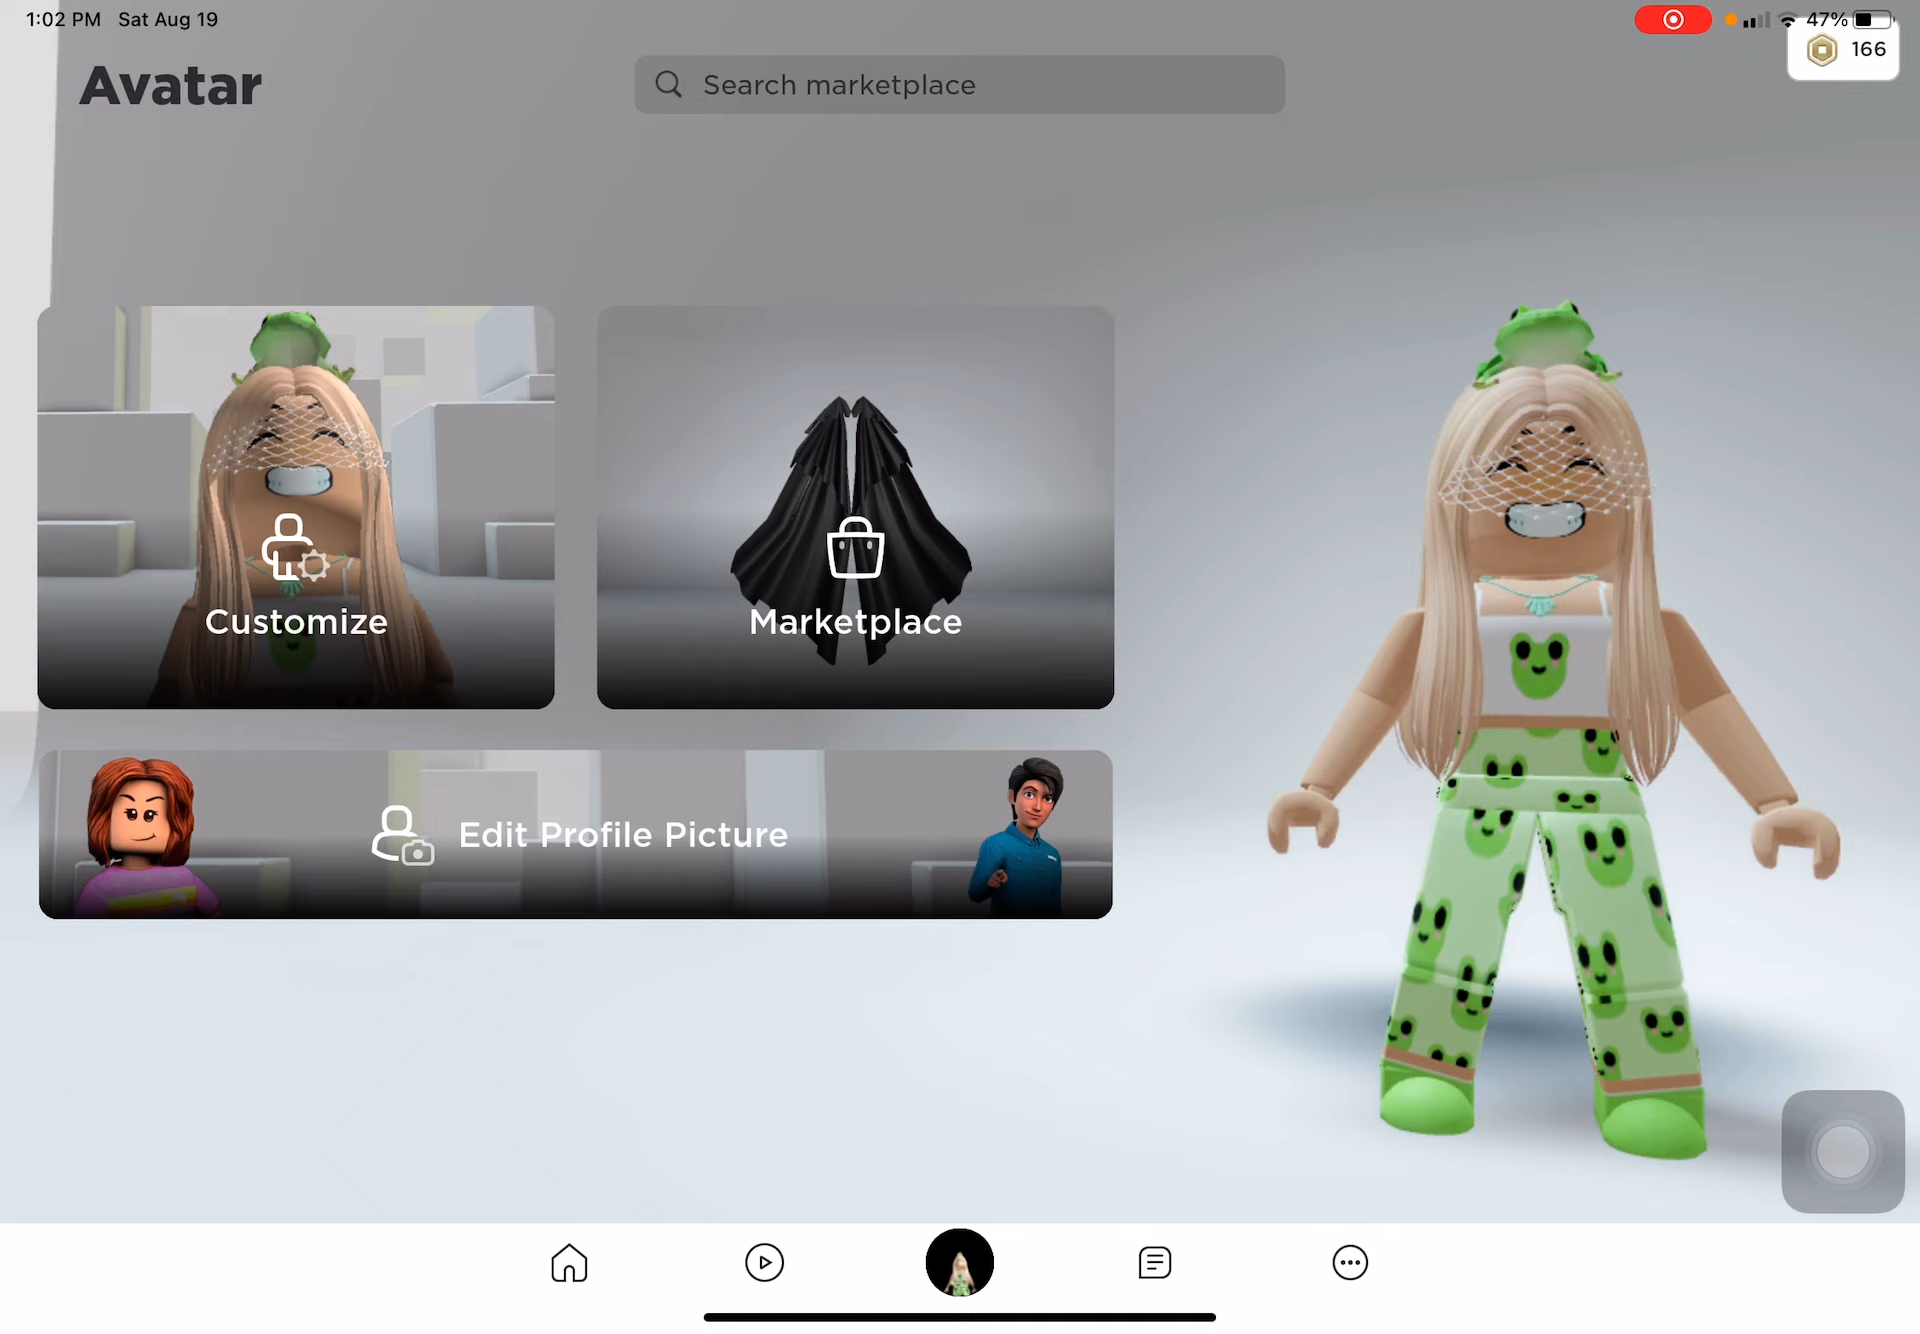 1:02 PM Sat Aug 19
47%
166
Avatar
Search marketplace
Customize
Marketplace
Edit Profile Picture